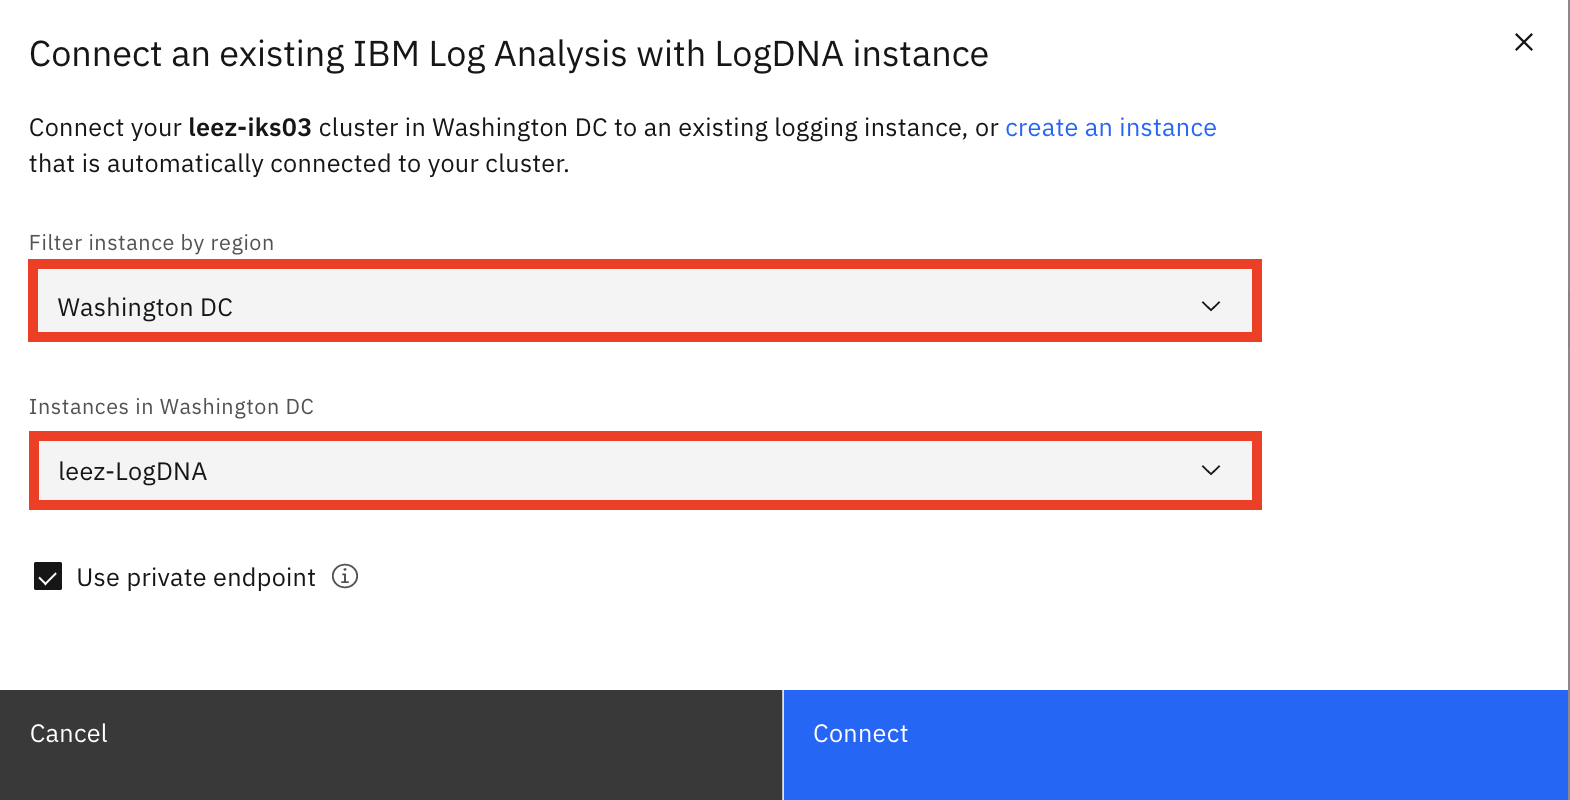 Connect an existing IBM Log Analysis with LogDNA instance
Connect your leez-iks03 cluster in Washington DC to an existing logging instance, or create an instance
that is automatically connected to your cluster.
Filter instance by region
Washington DC
Instances in Washington DC
leez-LogDNA
Use private endpoint
Cancel
Connect